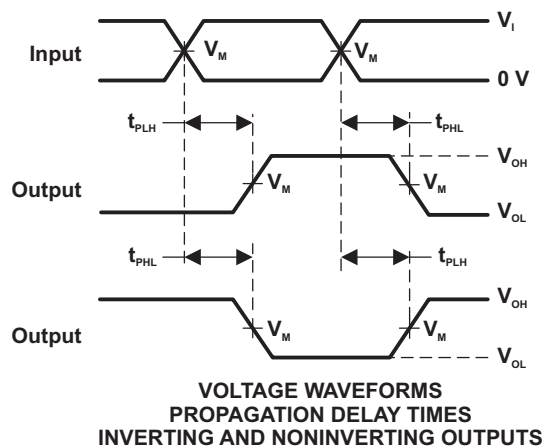 V_I
Input V_M V_M
0 V
t_PLH t_PHL
V_OH
Output V_M V_M
V_OL
t_PHL t_PLH
V_OH
Output V_M V_M
V_OL
VOLTAGE WAVEFORMS
PROPAGATION DELAY TIMES
INVERTING AND NONINVERTING OUTPUTS